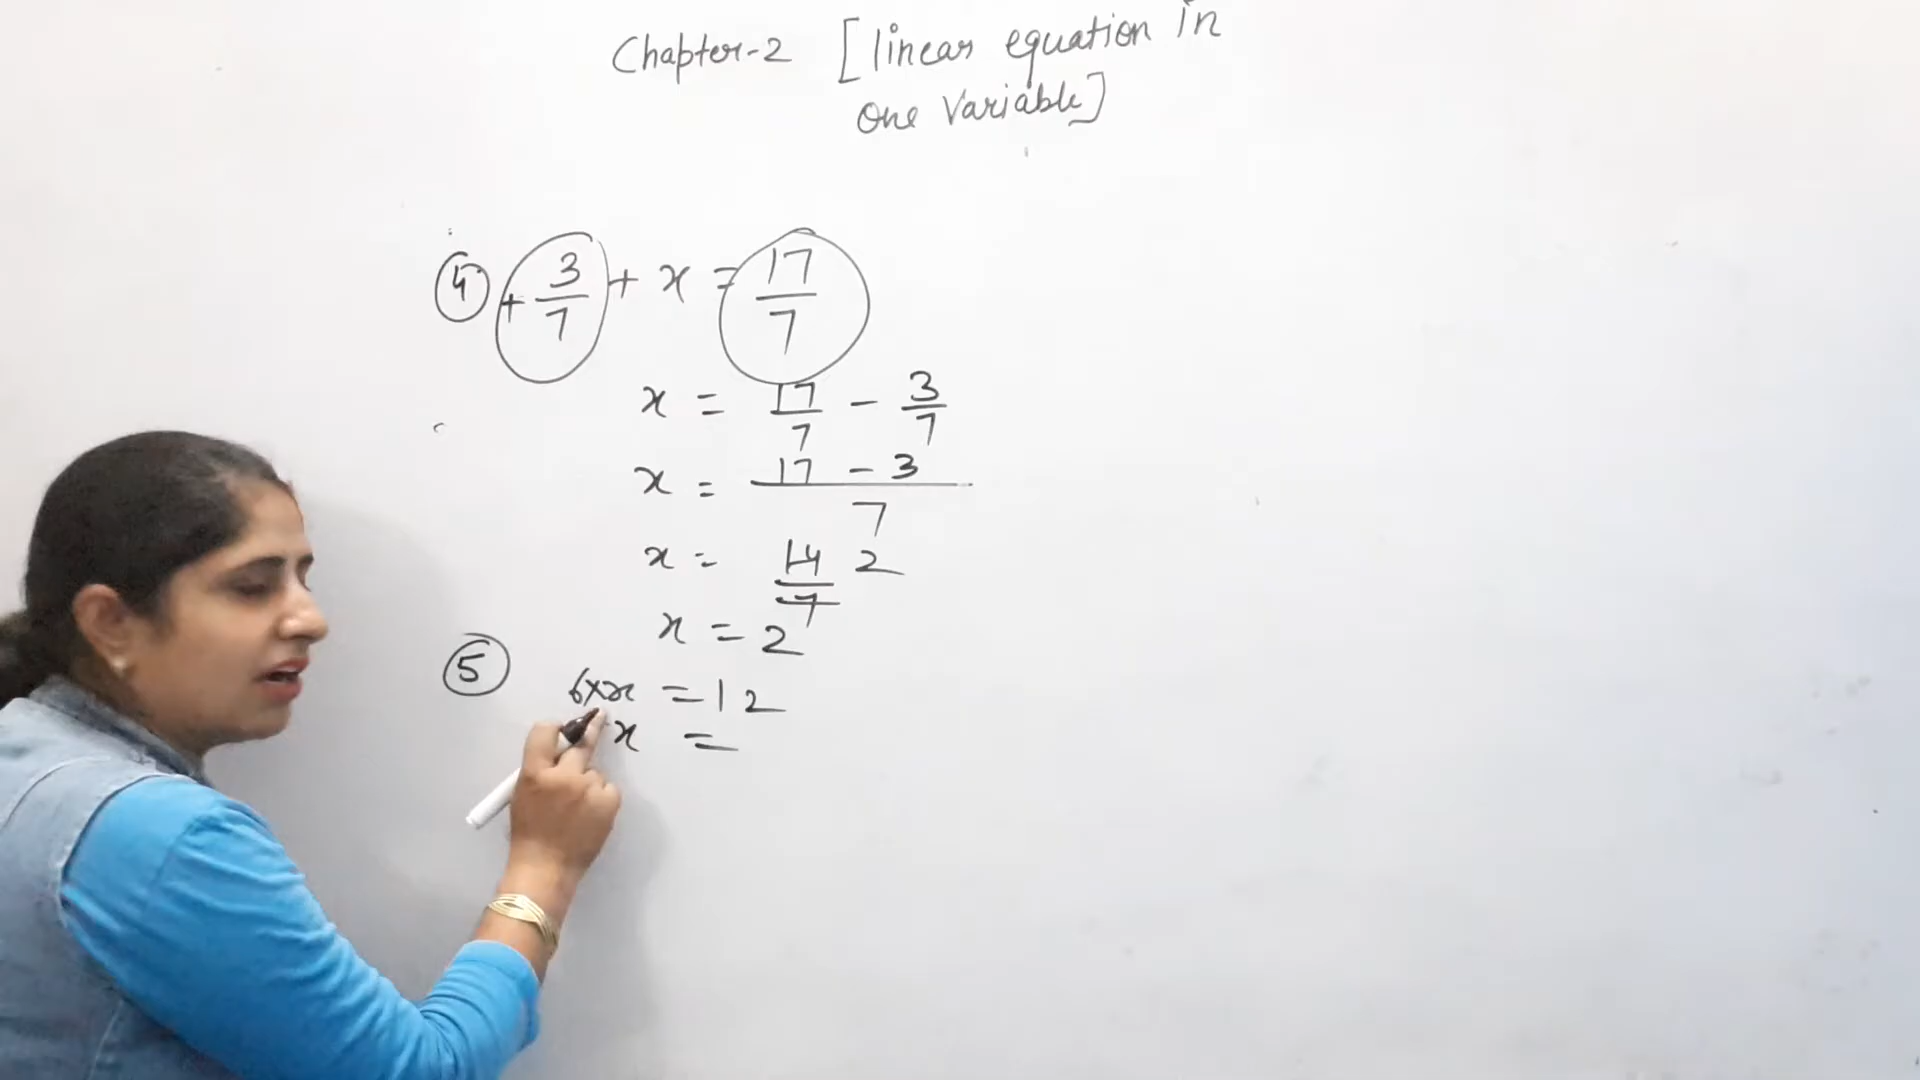 Chapter-2 [linear equation in
one Variable]
④ + 3/7 + x = 17/7
x = 17/7 - 3/7
x = 17 - 3/7
x = 14/7 2
x = 2
⑤ 6×x = 12
x =